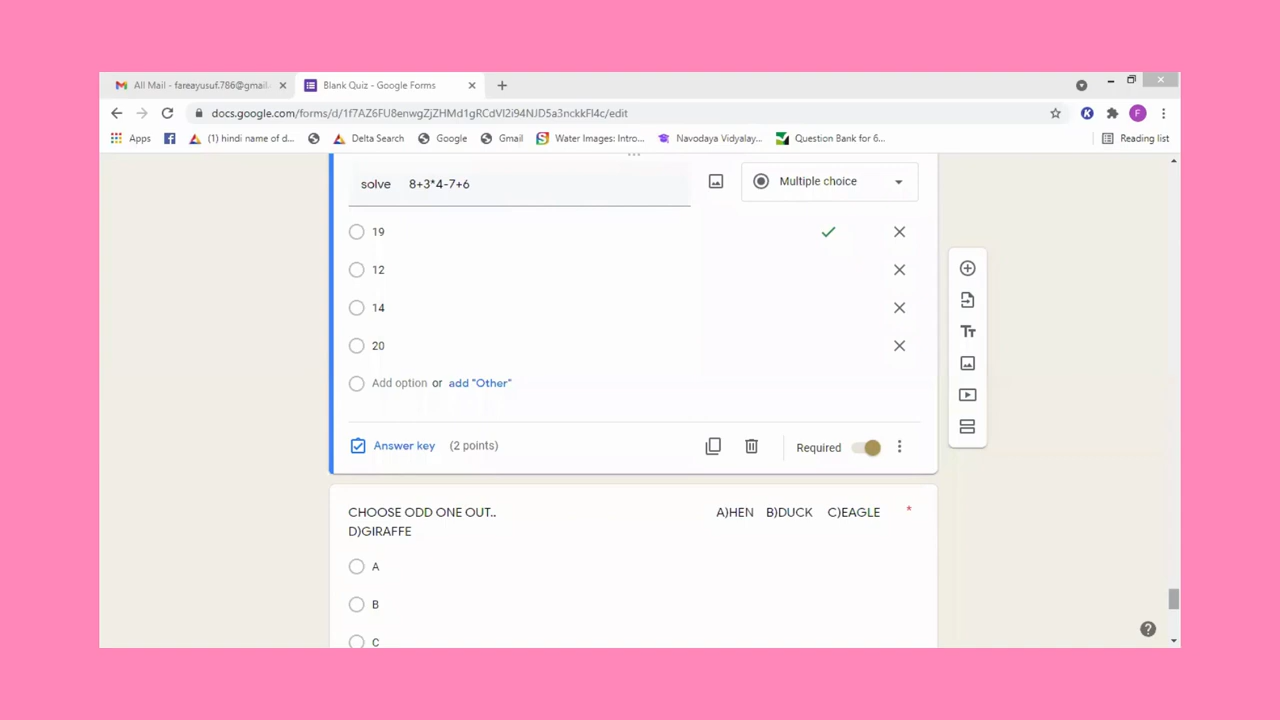 All Mail - fareayusuf.786@gmail.
Blank Quiz - Google Forms
docs.google.com/forms/d/1f7AZ6FU8enwgZjZHMd1gRCdVI2i94NJD5a3nckkFl4c/edit
Apps
(1) hindi name of d...
Delta Search
Google
Gmail
Water Images: Intro...
Navodaya Vidyalay...
Question Bank for 6...
Reading list
solve 8+3*4-7+6
Multiple choice
19
12
14
20
Add option or add "Other"
Answer key (2 points)
Required
CHOOSE ODD ONE OUT.. A)HEN B)DUCK C)EAGLE *
D)GIRAFFE
A
B
C